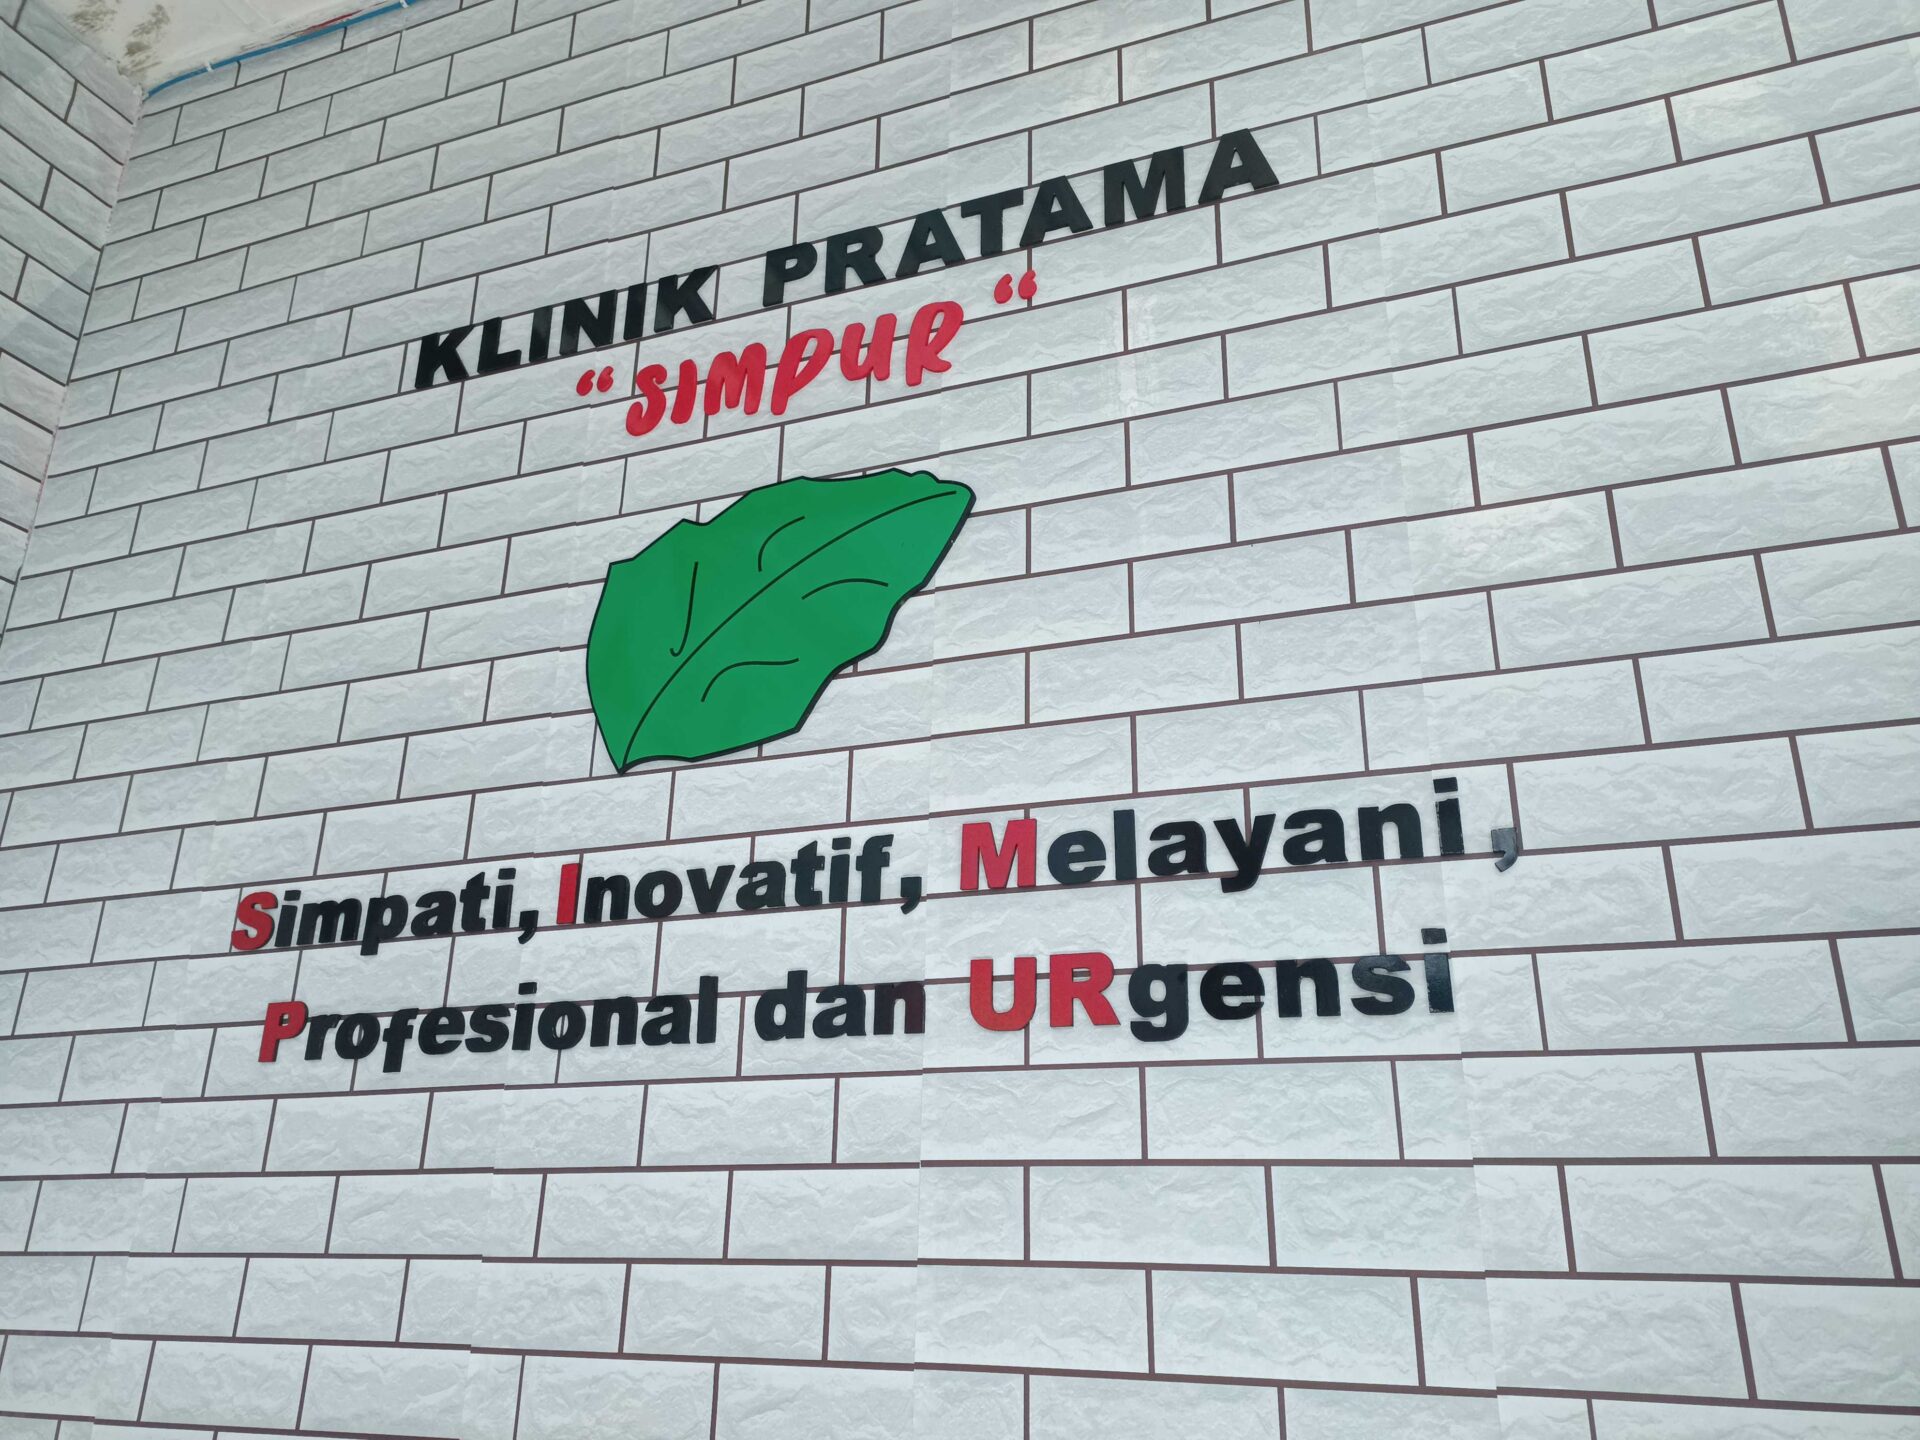 KLINIK PRATAMA
“SIMPUR“
Simpati, Inovatif, Melayani,
Profesional dan URgensi